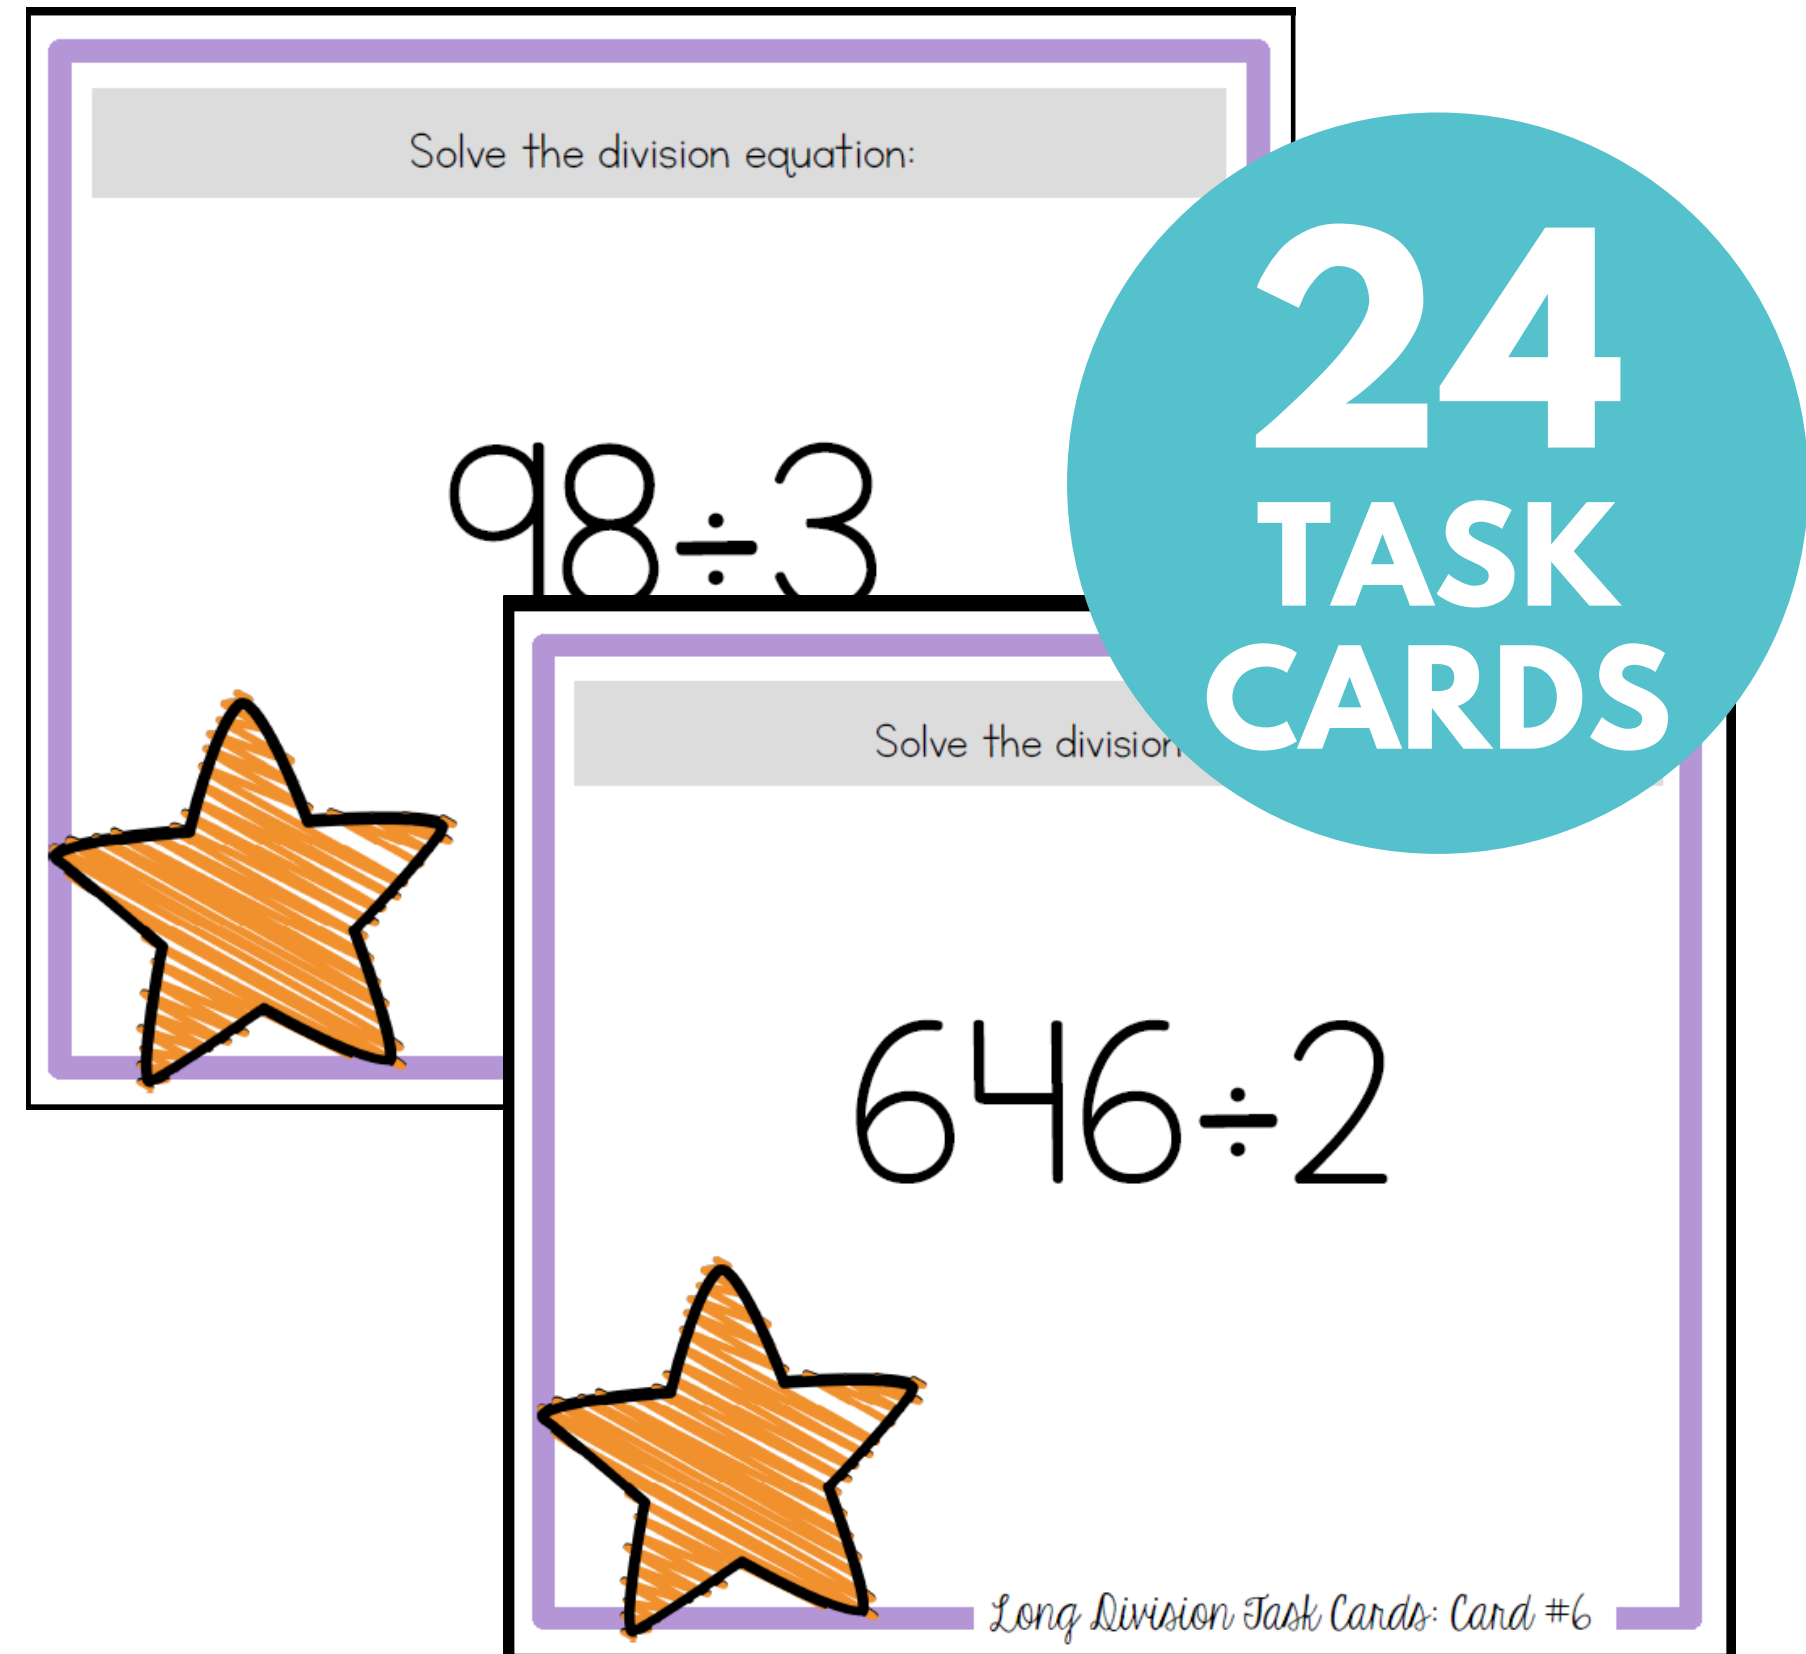 Solve the division equation:
98÷3
24
TASK
CARDS
Solve the division
646÷2
Long Division Task Cards: Card #6